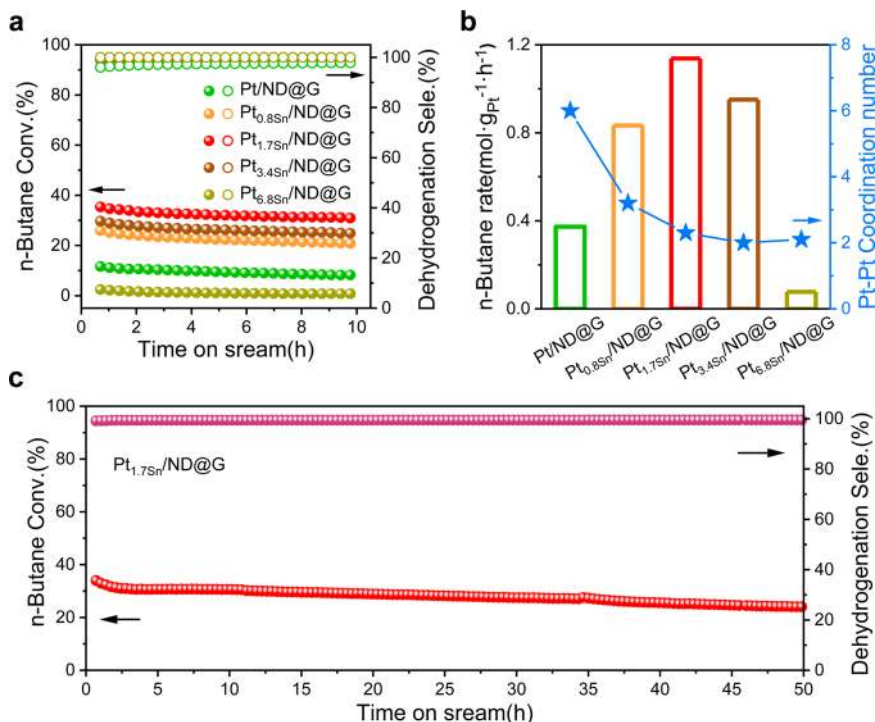 a
n-Butane Conv.(%)
100
80
60
40
20
0
Pt/ND@G
Pt0.8Sn/ND@G
Pt1.7Sn/ND@G
Pt3.4Sn/ND@G
Pt6.8Sn/ND@G
100
80
60
40
20
0
Dehydrogenation Sele.(%)
0 2 4 6 8 10
Time on sream(h)
b
n-Butane rate(mol·gPt⁻¹·h⁻¹)
1.2
0.8
0.4
0.0
8
6
4
2
0
Pt-Pt Coordination number
Pt/ND@G
Pt0.8Sn/ND@G
Pt1.7Sn/ND@G
Pt3.4Sn/ND@G
Pt6.8Sn/ND@G
c
n-Butane Conv.(%)
100
80
60
40
20
0
Pt1.7Sn/ND@G
100
80
60
40
20
0
Dehydrogenation Sele.(%)
0 5 10 15 20 25 30 35 40 45 50
Time on sream(h)